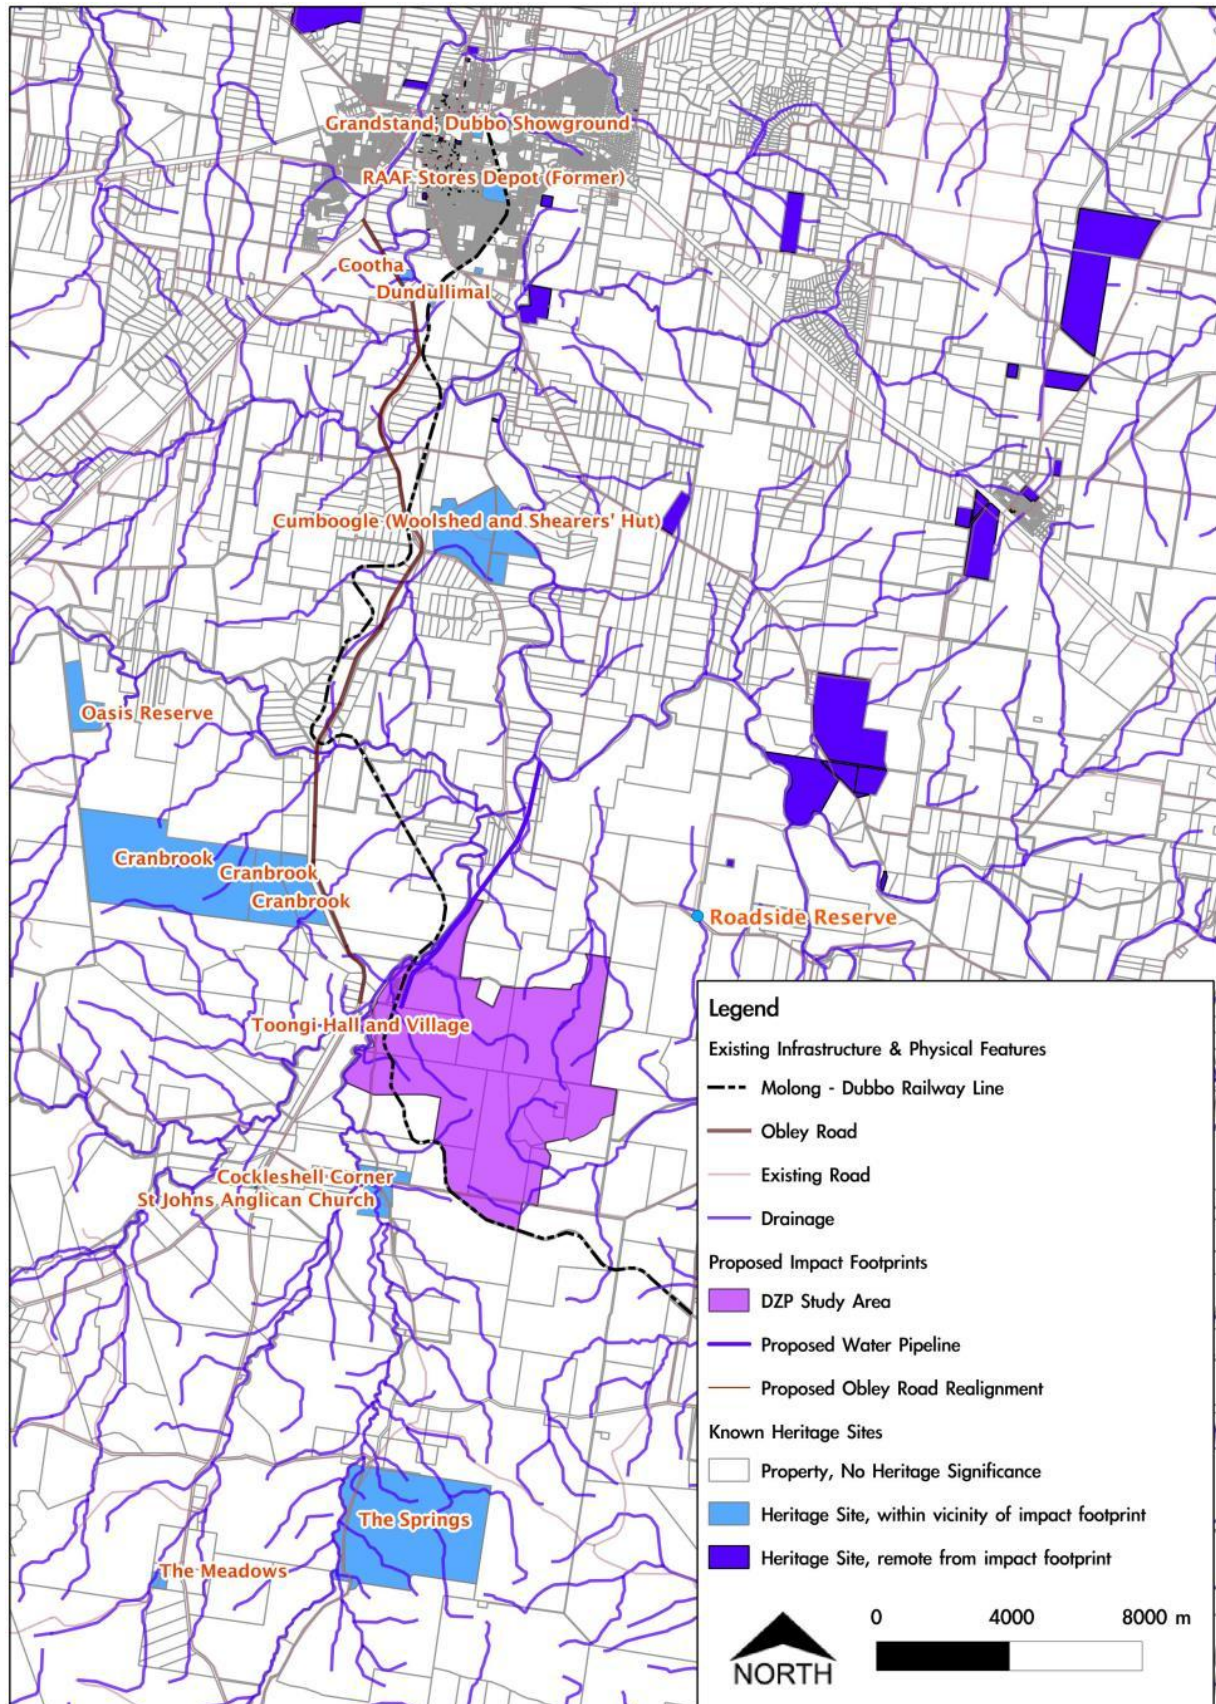 Grandstand, Dubbo Showground
RAAF Stores Depot (Former)
Cootha
Dundullimal
Cumboogle (Woolshed and Shearers' Hut)
Oasis Reserve
Cranbrook
Cranbrook
Cranbrook
Roadside Reserve
Toongi Hall and Village
Cockleshell Corner
St Johns Anglican Church
The Springs
The Meadows
Legend
Existing Infrastructure & Physical Features
Molong - Dubbo Railway Line
Obley Road
Existing Road
Drainage
Proposed Impact Footprints
DZP Study Area
Proposed Water Pipeline
Proposed Obley Road Realignment
Known Heritage Sites
Property, No Heritage Significance
Heritage Site, within vicinity of impact footprint
Heritage Site, remote from impact footprint
0 4000 8000 m
NORTH